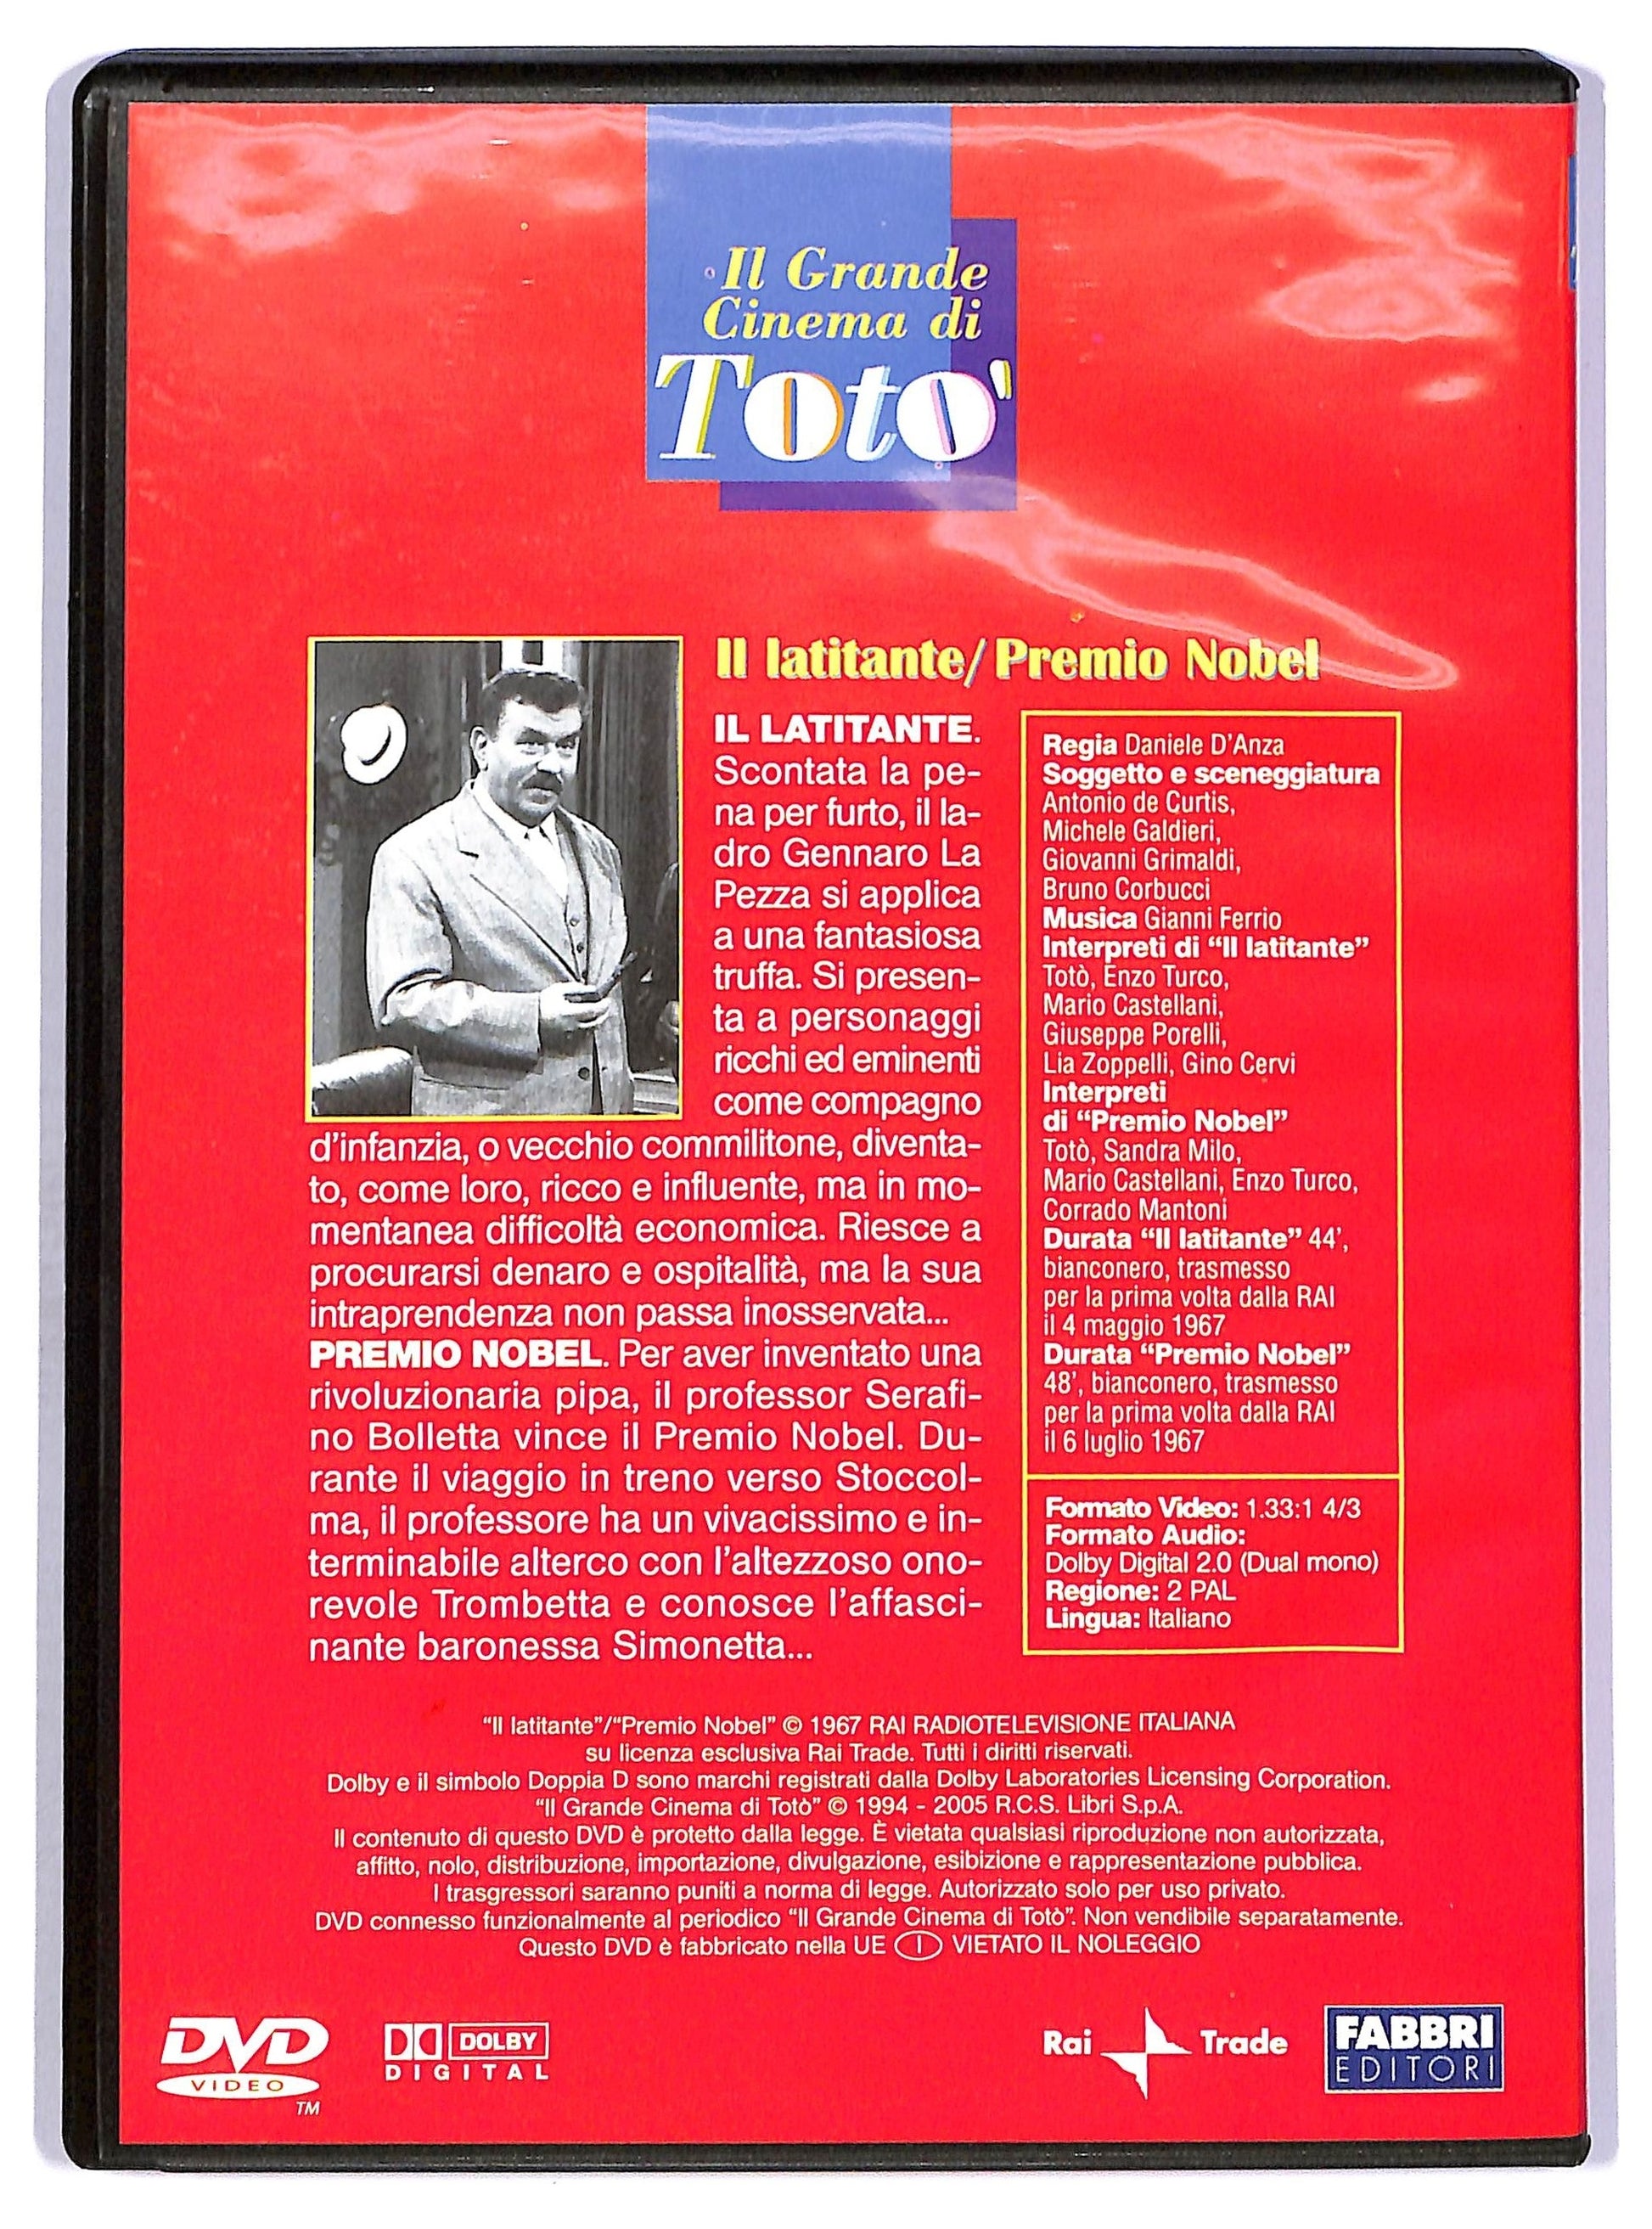 Il Grande
Cinema di
Toto'
Il latitante/Premio Nobel
IL LATITANTE.
Scontata la pe-
na per furto, il la-
dro Gennaro La
Pezza si applica
a una fantasiosa
truffa. Si presen-
ta a personaggi
ricchi ed eminenti
come compagno
d'infanzia, o vecchio commilitone, diventa-
to, come loro, ricco e influente, ma in mo-
mentanea difficoltà economica. Riesce a
procurarsi denaro e ospitalità, ma la sua
intraprendenza non passa inosservata...
PREMIO NOBEL. Per aver inventato una
rivoluzionaria pipa, il professor Serafi-
no Bolletta vince il Premio Nobel. Du-
rante il viaggio in treno verso Stoccol-
ma, il professore ha un vivacissimo e in-
terminabile alterco con l'altezzoso ono-
revole Trombetta e conosce l'affasci-
nante baronessa Simonetta...
Regia Daniele D'Anza
Soggetto e sceneggiatura
Antonio de Curtis,
Michele Galdieri,
Giovanni Grimaldi,
Bruno Corbucci
Musica Gianni Ferrio
Interpreti di “Il latitante”
Totò, Enzo Turco,
Mario Castellani,
Giuseppe Porelli,
Lia Zoppelli, Gino Cervi
Interpreti
di “Premio Nobel”
Totò, Sandra Milo,
Mario Castellani, Enzo Turco,
Corrado Mantoni
Durata “Il latitante” 44',
bianconero, trasmesso
per la prima volta dalla RAI
il 4 maggio 1967
Durata “Premio Nobel”
48', bianconero, trasmesso
per la prima volta dalla RAI
il 6 luglio 1967
Formato Video: 1.33:1 4/3
Formato Audio:
Dolby Digital 2.0 (Dual mono)
Regione: 2 PAL
Lingua: Italiano
“Il latitante”/“Premio Nobel” © 1967 RAI RADIOTELEVISIONE ITALIANA
su licenza esclusiva Rai Trade. Tutti i diritti riservati.
Dolby e il simbolo Doppia D sono marchi registrati dalla Dolby Laboratories Licensing Corporation.
“Il Grande Cinema di Totò” © 1994 - 2005 R.C.S. Libri S.p.A.
Il contenuto di questo DVD è protetto dalla legge. È vietata qualsiasi riproduzione non autorizzata,
affitto, nolo, distribuzione, importazione, divulgazione, esibizione e rappresentazione pubblica.
I trasgressori saranno puniti a norma di legge. Autorizzato solo per uso privato.
DVD connesso funzionalmente al periodico “Il Grande Cinema di Totò”. Non vendibile separatamente.
Questo DVD è fabbricato nella UE I VIETATO IL NOLEGGIO
DVD
VIDEO
TM
DOLBY
DIGITAL
Rai Trade
FABBRI
EDITORI